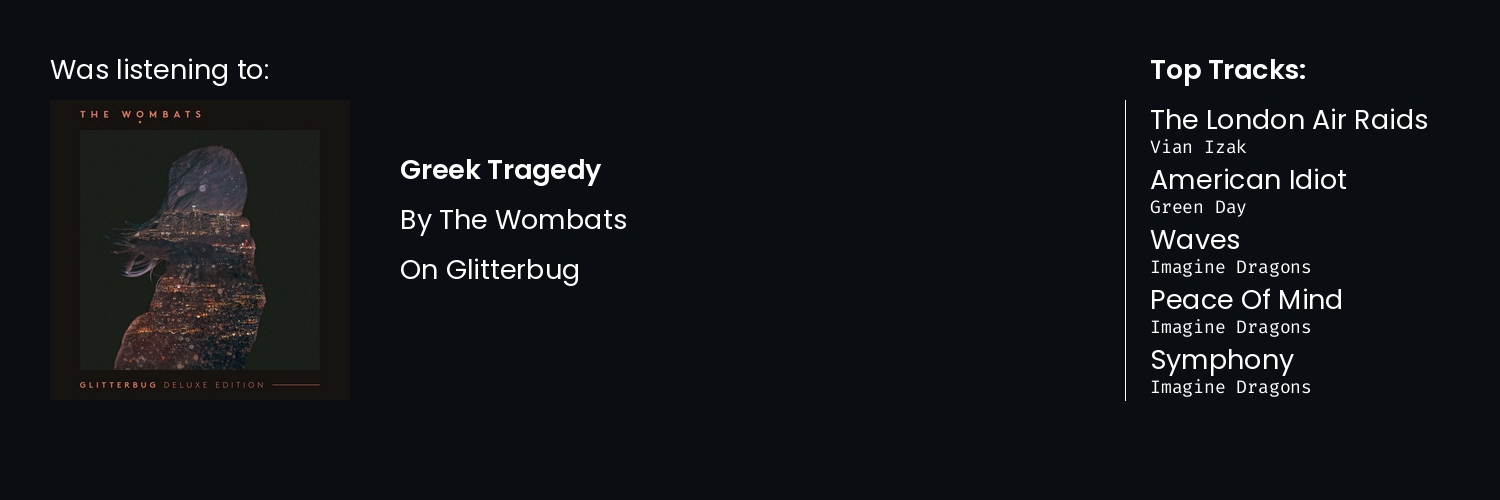 Was listening to:
THE WOMBATS
GLITTERBUG DELUXE EDITION
Greek Tragedy
By The Wombats
On Glitterbug
Top Tracks:
The London Air Raids
Vian Izak
American Idiot
Green Day
Waves
Imagine Dragons
Peace Of Mind
Imagine Dragons
Symphony
Imagine Dragons